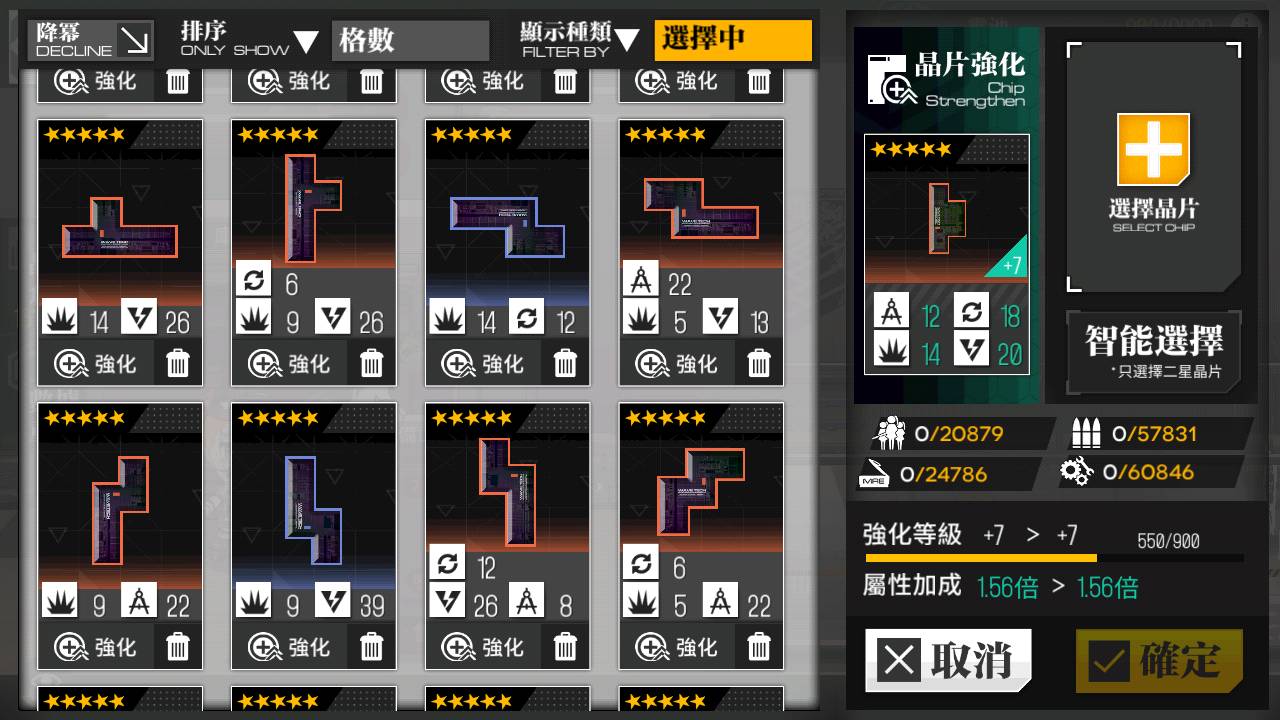 降冪
DECLINE
排序
ONLY SHOW
格數
顯示種類
FILTER BY
選擇中
強化
強化
強化
強化
14 26
強化
6
9 26
強化
14 12
強化
22
5 13
強化
9 22
強化
9 39
強化
12
26 8
強化
6
5 22
強化
晶片強化
Chip
Strengthen
+7
12 18
14 20
選擇晶片
SELECT CHIP
智能選擇
*只選擇二星晶片
0/20879
0/57831
MRE
0/24786
0/60846
強化等級 +7 > +7 550/900
屬性加成 1.56倍 > 1.56倍
取消
確定